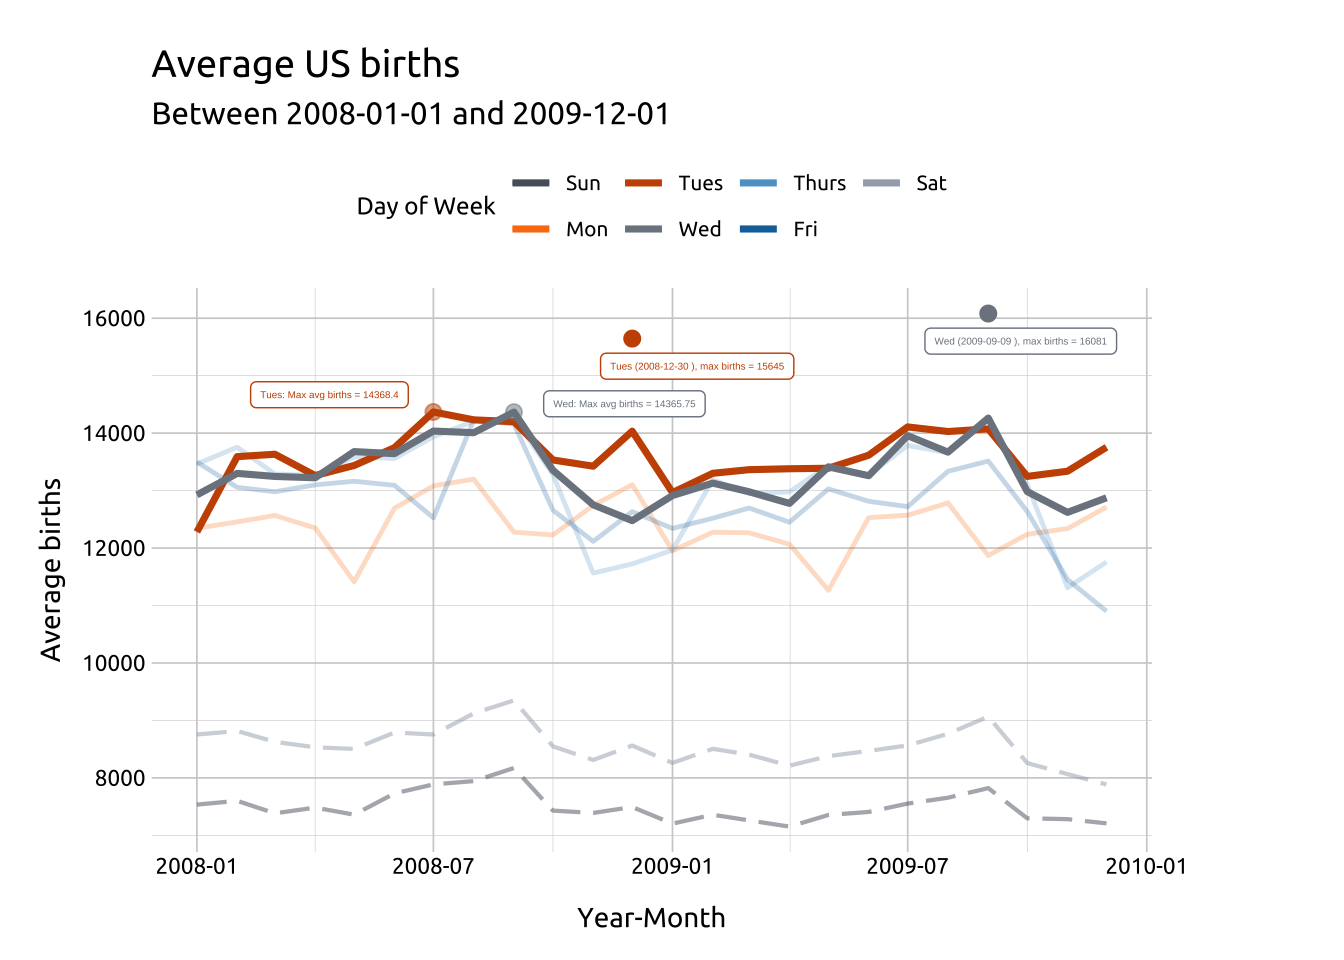 Average US births
Between 2008-01-01 and 2009-12-01
Day of Week
Sun Tues Thurs Sat
Mon Wed Fri
16000
14000
12000
10000
8000
Average births
Wed (2009-09-09 ), max births = 16081
Tues (2008-12-30 ), max births = 15645
Tues: Max avg births = 14368.4
Wed: Max avg births = 14365.75
2008-01 2008-07 2009-01 2009-07 2010-01
Year-Month